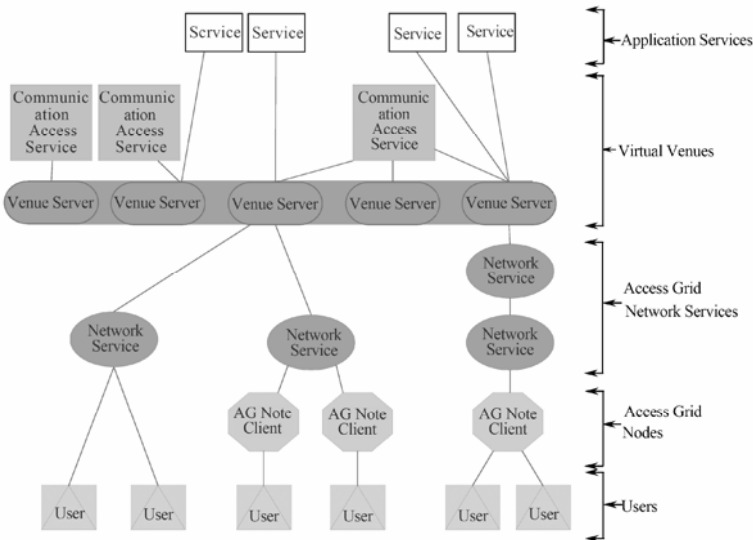 Scrvice
Service
Service
Service
Application Services
Communic
ation
Access
Service
Communic
ation
Access
Service
Communic
ation
Access
Service
Virtual Venues
Venue Server
Venue Server
Venue Server
Venue Server
Venue Server
Network
Service
Access Grid
Network Services
Network
Service
Network
Service
Network
Service
AG Note
Client
AG Note
Client
AG Note
Client
Access Grid
Nodes
User
User
User
User
User
User
Users